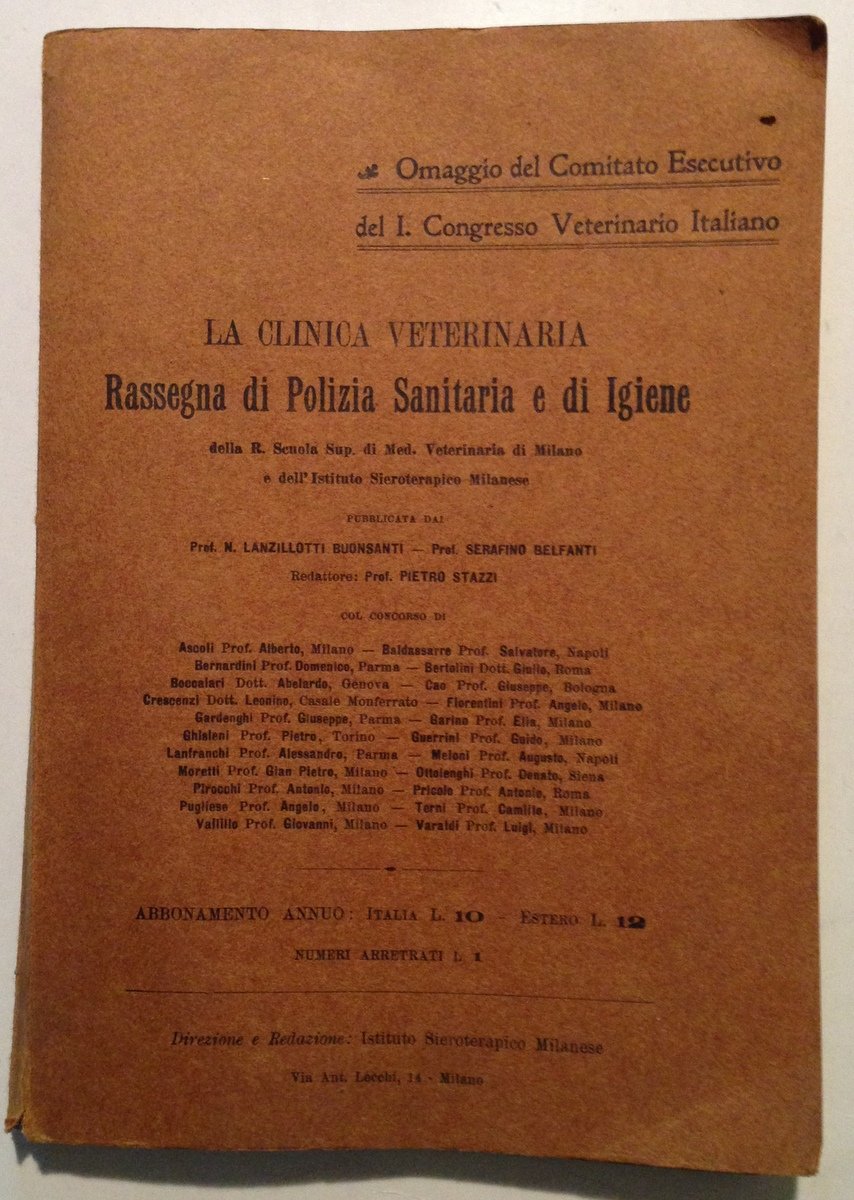 Omaggio del Comitato Esecutivo
del I. Congresso Veterinario Italiano
LA CLINICA VETERINARIA
Rassegna di Polizia Sanitaria e di Igiene
della R. Scuola Sup. di Med. Veterinaria di Milano
e dell'Istituto Sieroterapico Milanese
PUBBLICATA DAI
Prof. N. LANZILLOTTI BUONSANTI — Prof. SERAFINO BELFANTI
Redattore: Prof. PIETRO STAZZI
COL CONCORSO DI
Ascoli Prof. Alberto, Milano — Baldassarre Prof. Salvatore, Napoli
Bernardini Prof. Domenico, Parma — Bertolini Dott. Giulio, Roma
Boccalari Dott. Abelardo, Genova — Cao Prof. Giuseppe, Bologna
Crescenzi Dott. Leonino, Casale Monferrato — Fiorentini Prof. Angelo, Milano
Gardenghi Prof. Giuseppe, Parma — Garino Prof. Elia, Milano
Ghisleni Prof. Pietro, Torino — Guerrini Prof. Guido, Milano
Lanfranchi Prof. Alessandro, Parma — Meloni Prof. Augusto, Napoli
Moretti Prof. Gian Pietro, Milano — Ottolenghi Prof. Donato, Siena
Pirocchi Prof. Antonio, Milano — Pricolo Prof. Antonio, Roma
Pugliese Prof. Angelo, Milano — Terni Prof. Camillo, Milano
Vallillo Prof. Giovanni, Milano — Varaldi Prof. Luigi, Milano
ABBONAMENTO ANNUO: ITALIA L. 10 - ESTERO L. 12
NUMERI ARRETRATI L 1
Direzione e Redazione: Istituto Sieroterapico Milanese
Via Ant. Lecchi, 14 - Milano